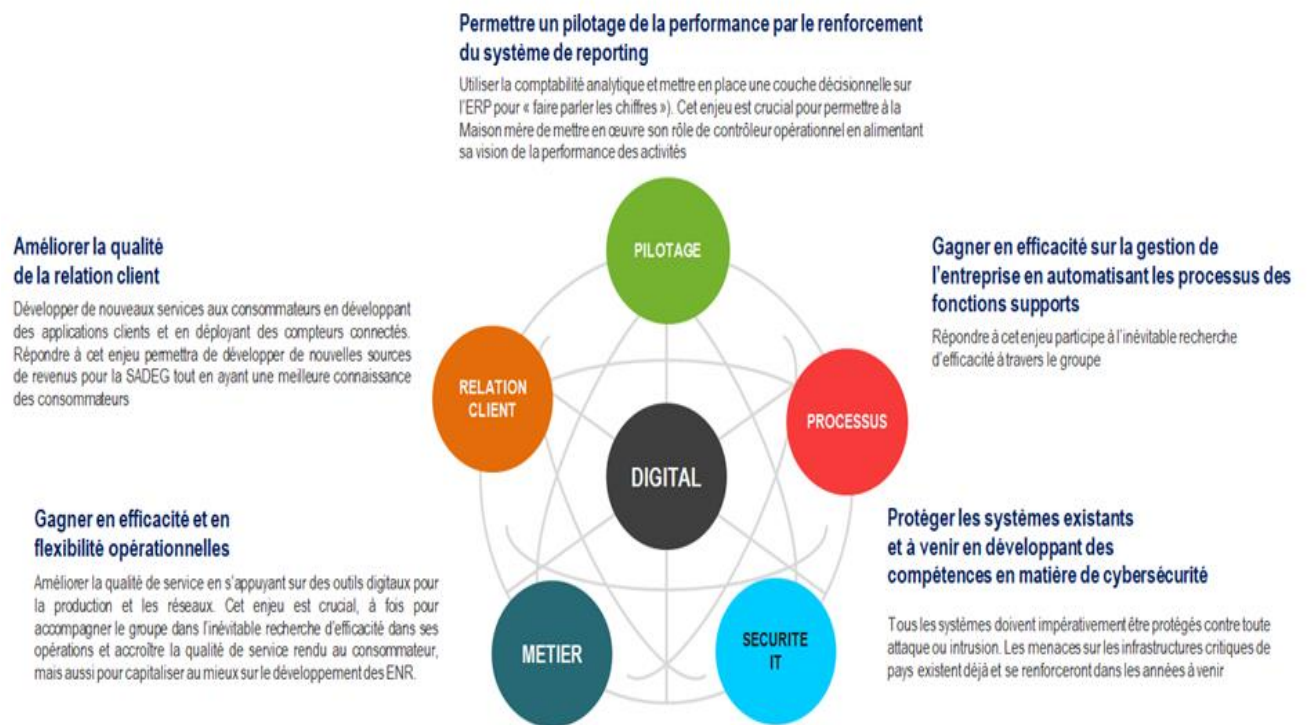 Permettre un pilotage de la performance par le renforcement
du système de reporting
Utiliser la comptabilité analytique et mettre en place une couche décisionnelle sur
l'ERP pour « faire parler les chiffres »). Cet enjeu est crucial pour permettre à la
Maison mère de mettre en œuvre son rôle de contrôleur opérationnel en alimentant
sa vision de la performance des activités
PILOTAGE
Améliorer la qualité
de la relation client
Développer de nouveaux services aux consommateurs en développant
des applications clients et en déployant des compteurs connectés.
Répondre à cet enjeu permettra de développer de nouvelles sources
de revenus pour la SADEG tout en ayant une meilleure connaissance
des consommateurs
RELATION
CLIENT
Gagner en efficacité sur la gestion de
l'entreprise en automatisant les processus des
fonctions supports
Répondre à cet enjeu participe à l'inévitable recherche
d'efficacité à travers le groupe
PROCESSUS
DIGITAL
Gagner en efficacité et en
flexibilité opérationnelles
Améliorer la qualité de service en s'appuyant sur des outils digitaux pour
la production et les réseaux. Cet enjeu est crucial, à fois pour
accompagner le groupe dans l'inévitable recherche d'efficacité dans ses
opérations et accroître la qualité de service rendu au consommateur,
mais aussi pour capitaliser au mieux sur le développement des ENR.
METIER
Protéger les systèmes existants
et à venir en développant des
compétences en matière de cybersécurité
Tous les systèmes doivent impérativement être protégés contre toute
attaque ou intrusion. Les menaces sur les infrastructures critiques de
pays existent déjà et se renforceront dans les années à venir
SECURITE
IT